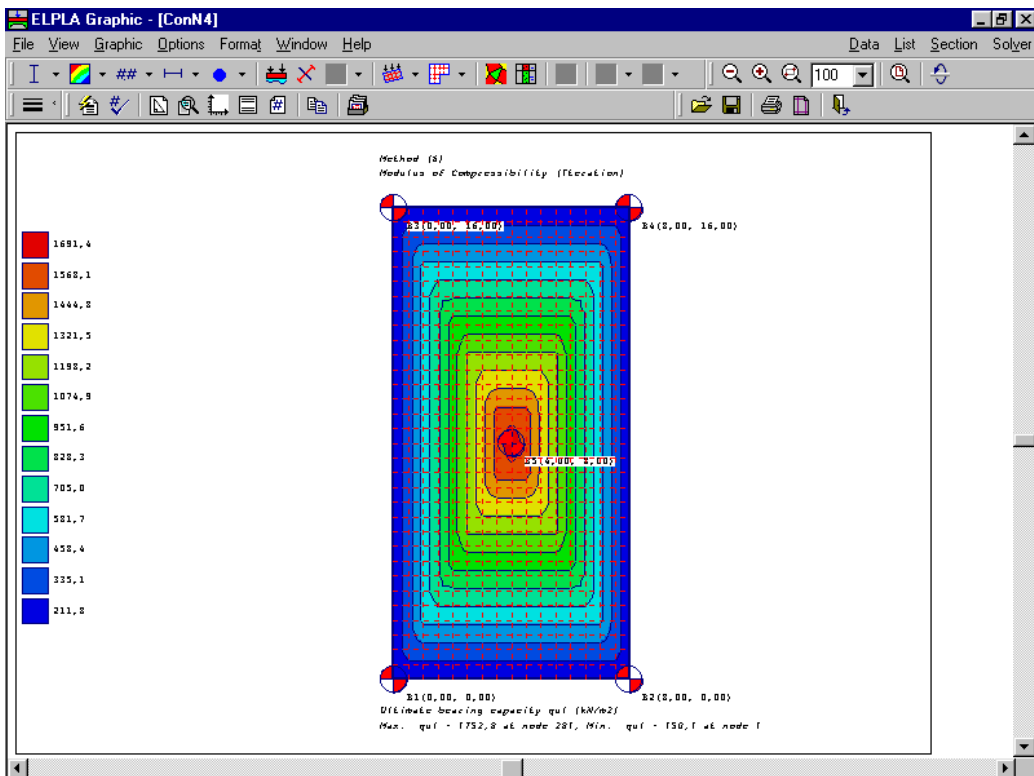 ELPLA Graphic - [ConN4]
File View Graphic Options Format Window Help Data List Section Solver
100
Method (8)
Modulus of Compressibility (Iteration)
B3(0,00, 16,00)
B4(8,00, 16,00)
1691,4
1568,1
1444,8
1321,5
1198,2
1074,9
951,6
828,3
705,0
581,7
458,4
335,1
211,8
B5(4,00, 8,00)
B1(0,00, 0,00)
B2(8,00, 0,00)
Ultimate bearing capacity qul (kN/m2)
Max. qul - 1752,8 at node 281, Min. qul - 150,1 at node 1